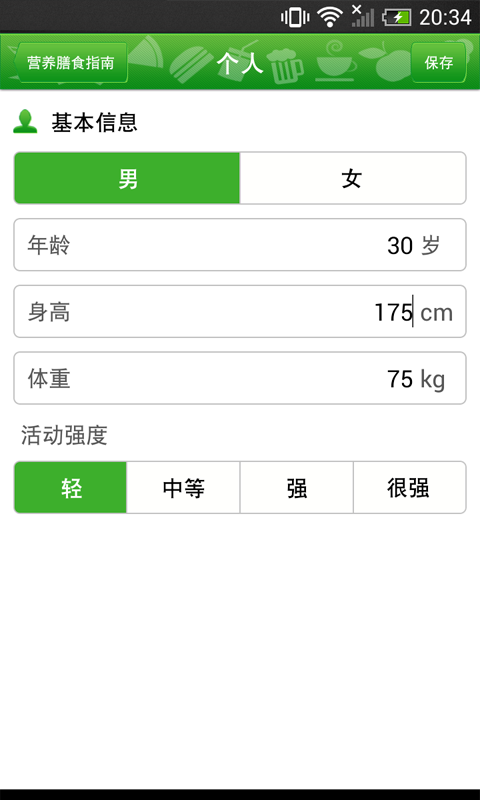 20:34
营养膳食指南 个人 保存
基本信息
男 女
年龄 30 岁
身高 175 cm
体重 75 kg
活动强度
轻 中等 强 很强